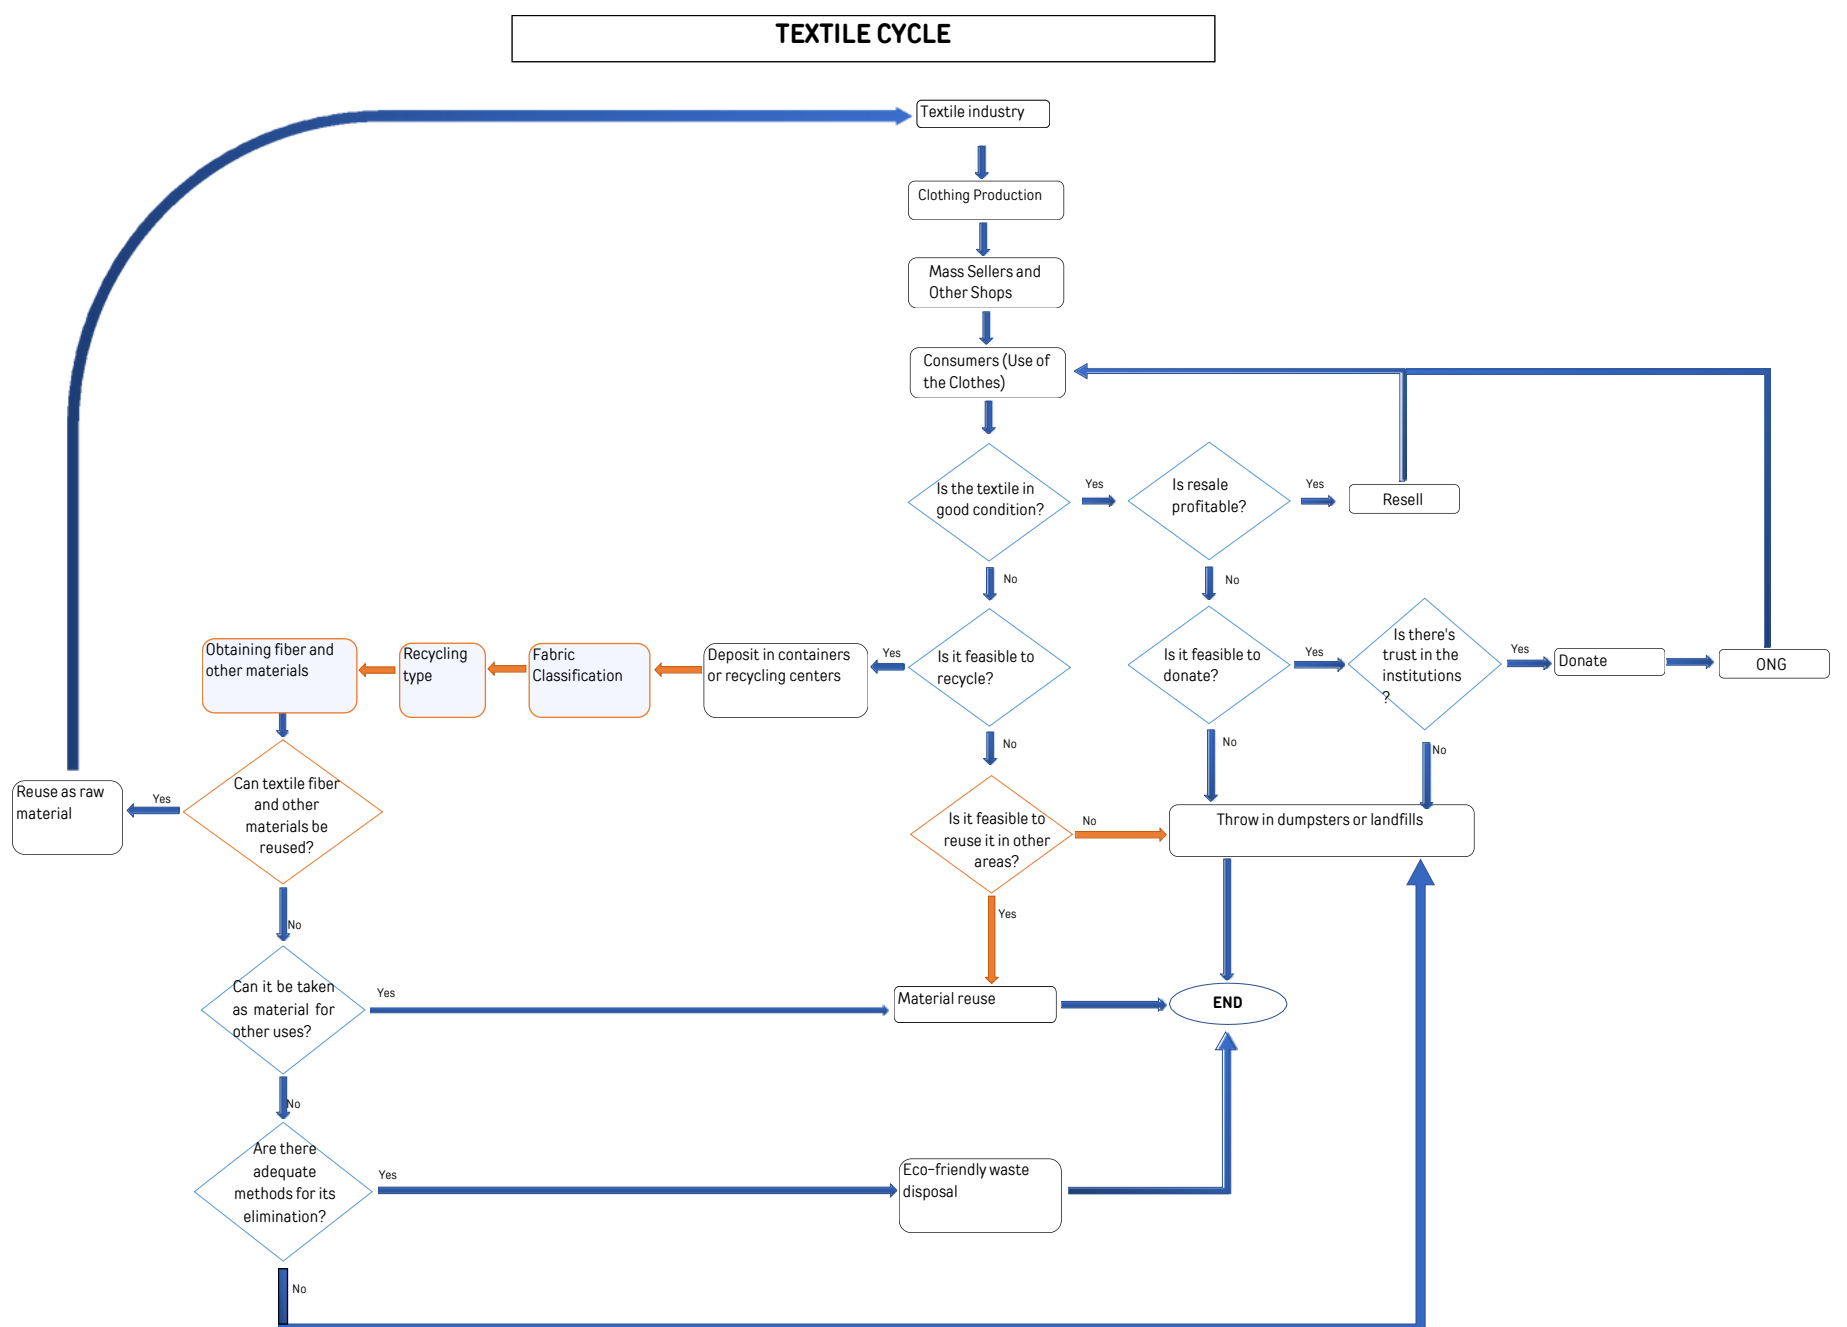 TEXTILE CYCLE
Textile industry
Clothing Production
Mass Sellers and
Other Shops
Consumers (Use of
the Clothes)
Is the textile in
good condition?
Yes
Is resale
profitable?
Yes
Resell
No
No
Obtaining fiber and
other materials
Recycling
type
Fabric
Classification
Deposit in containers
or recycling centers
Yes
Is it feasible to
recycle?
Is it feasible to
donate?
Yes
Is there's
trust in the
institutions
?
Yes
Donate
ONG
No
No
No
Reuse as raw
material
Yes
Can textile fiber
and other
materials be
reused?
Is it feasible to
reuse it in other
areas?
No
Throw in dumpsters or landfills
No
Yes
Can it be taken
as material for
other uses?
Yes
Material reuse
END
No
Are there
adequate
methods for its
elimination?
Yes
Eco-friendly waste
disposal
No